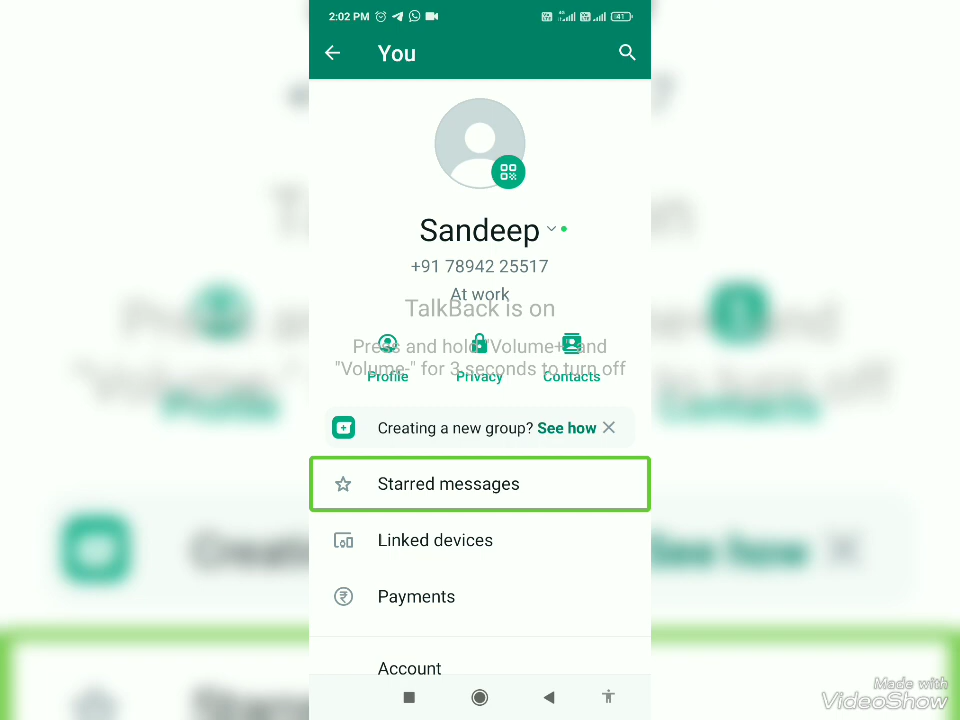 2:02 PM
4G
41
You
Sandeep
+91 78942 25517
At work
TalkBack is on
Press and hold "Volume+" and
"Volume-" for 3 seconds to turn off
Profile Privacy Contacts
Creating a new group? See how
Starred messages
Linked devices
Payments
Account
Made with
VideoShow